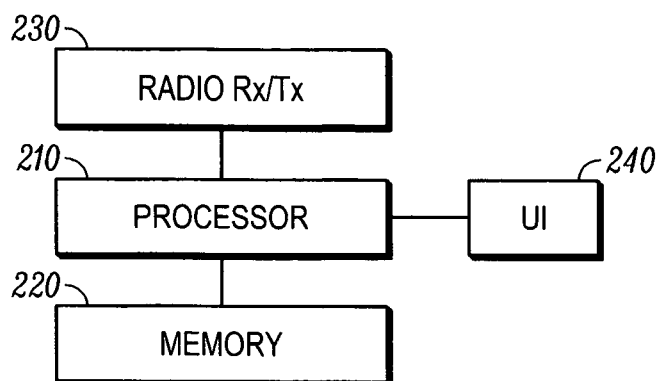 230
RADIO Rx/Tx
210
PROCESSOR
240
UI
220
MEMORY